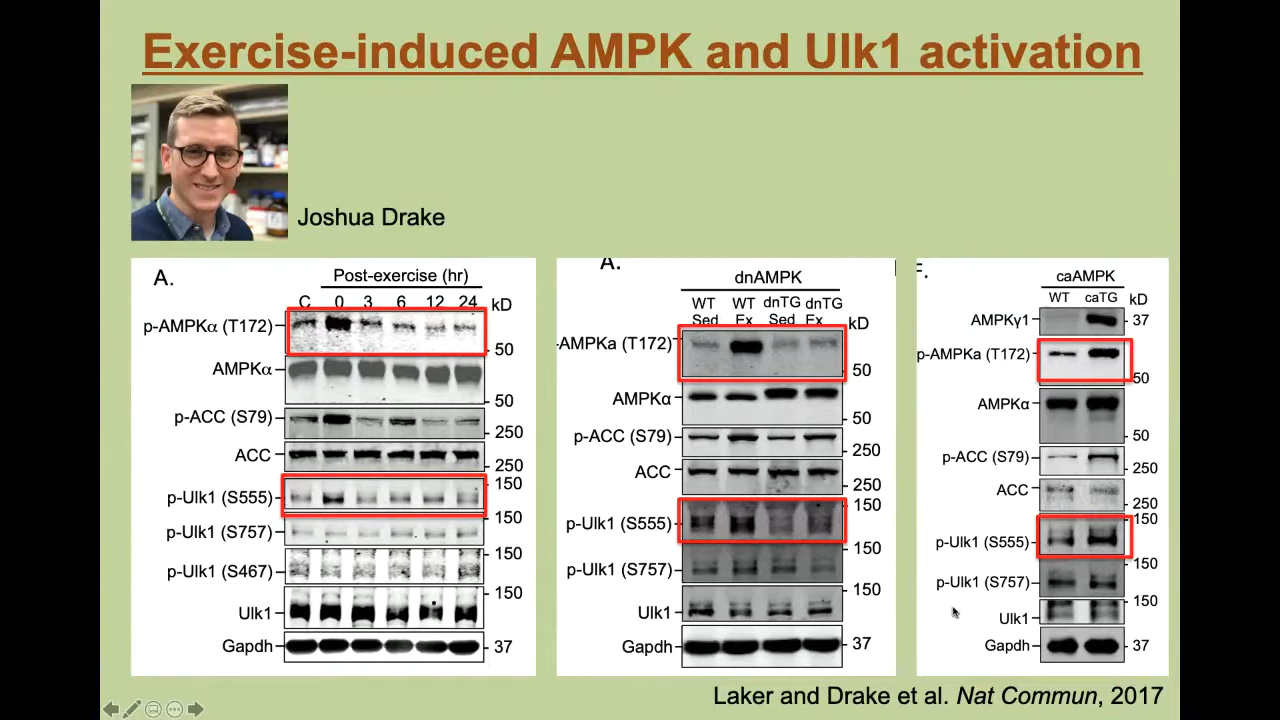 Exercise-induced AMPK and Ulk1 activation
Joshua Drake
A.
Post-exercise (hr)
C 0 3 6 12 24 kD
p-AMPKα (T172)
50
AMPKα
50
p-ACC (S79)
250
ACC
250
150
p-Ulk1 (S555)
150
p-Ulk1 (S757)
150
p-Ulk1 (S467)
150
Ulk1
Gapdh
37
A.
dnAMPK
WT WT dnTG dnTG
Sed Ex Sed Ex kD
-AMPKa (T172)
50
AMPKα
50
p-ACC (S79)
250
ACC
250
150
p-Ulk1 (S555)
150
p-Ulk1 (S757)
150
Ulk1
Gapdh
37
F.
caAMPK
WT caTG kD
AMPKγ1
37
p-AMPKa (T172)
50
AMPKα
50
p-ACC (S79)
250
ACC
250
150
p-Ulk1 (S555)
150
p-Ulk1 (S757)
150
Ulk1
Gapdh
37
Laker and Drake et al. Nat Commun, 2017